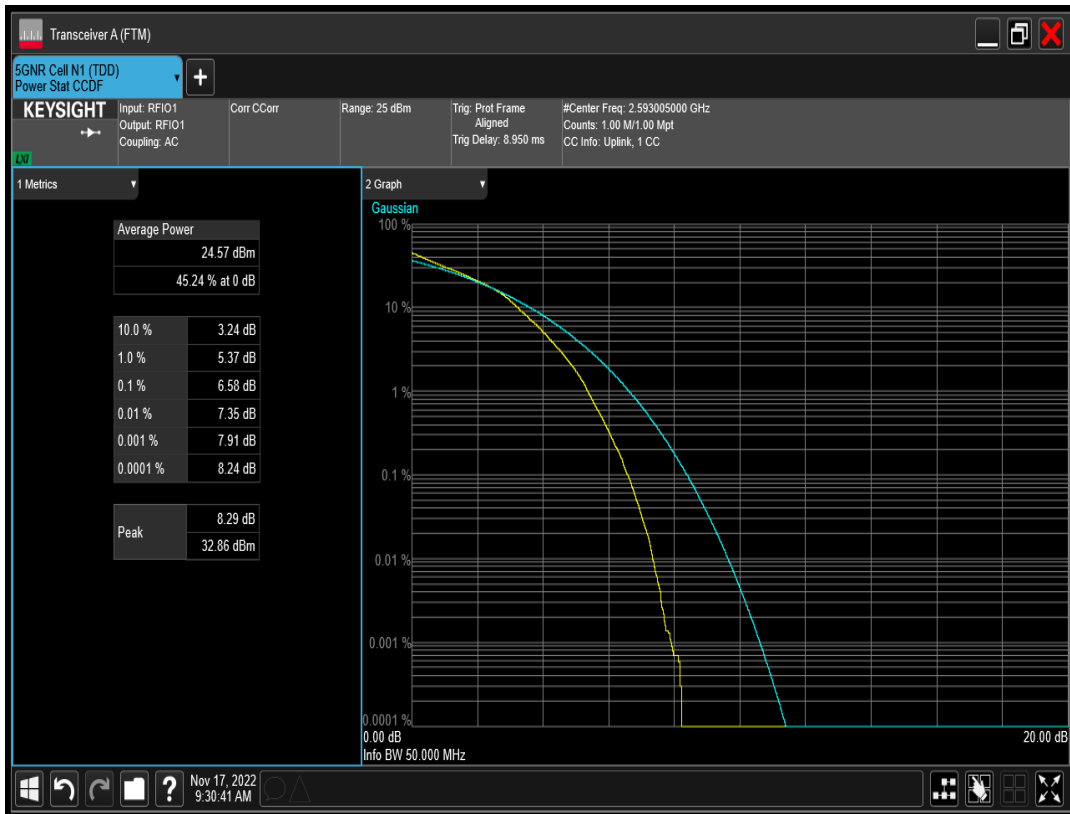 Transceiver A (FTM)
5GNR Cell N1 (TDD)
Power Stat CCDF
+
KEYSIGHT
LXI
Input: RFIO1
Output: RFIO1
Coupling: AC
Corr CCorr
Range: 25 dBm
Trig: Prot Frame
Aligned
Trig Delay: 8.950 ms
#Center Freq: 2.593005000 GHz
Counts: 1.00 M/1.00 Mpt
CC Info: Uplink, 1 CC
1 Metrics
Average Power
24.57 dBm
45.24 % at 0 dB
10.0 % 3.24 dB
1.0 % 5.37 dB
0.1 % 6.58 dB
0.01 % 7.35 dB
0.001 % 7.91 dB
0.0001 % 8.24 dB
Peak 8.29 dB
32.86 dBm
2 Graph
Gaussian
100 %
10 %
1 %
0.1 %
0.01 %
0.001 %
0.0001 %
0.00 dB 20.00 dB
Info BW 50.000 MHz
?
Nov 17, 2022
9:30:41 AM